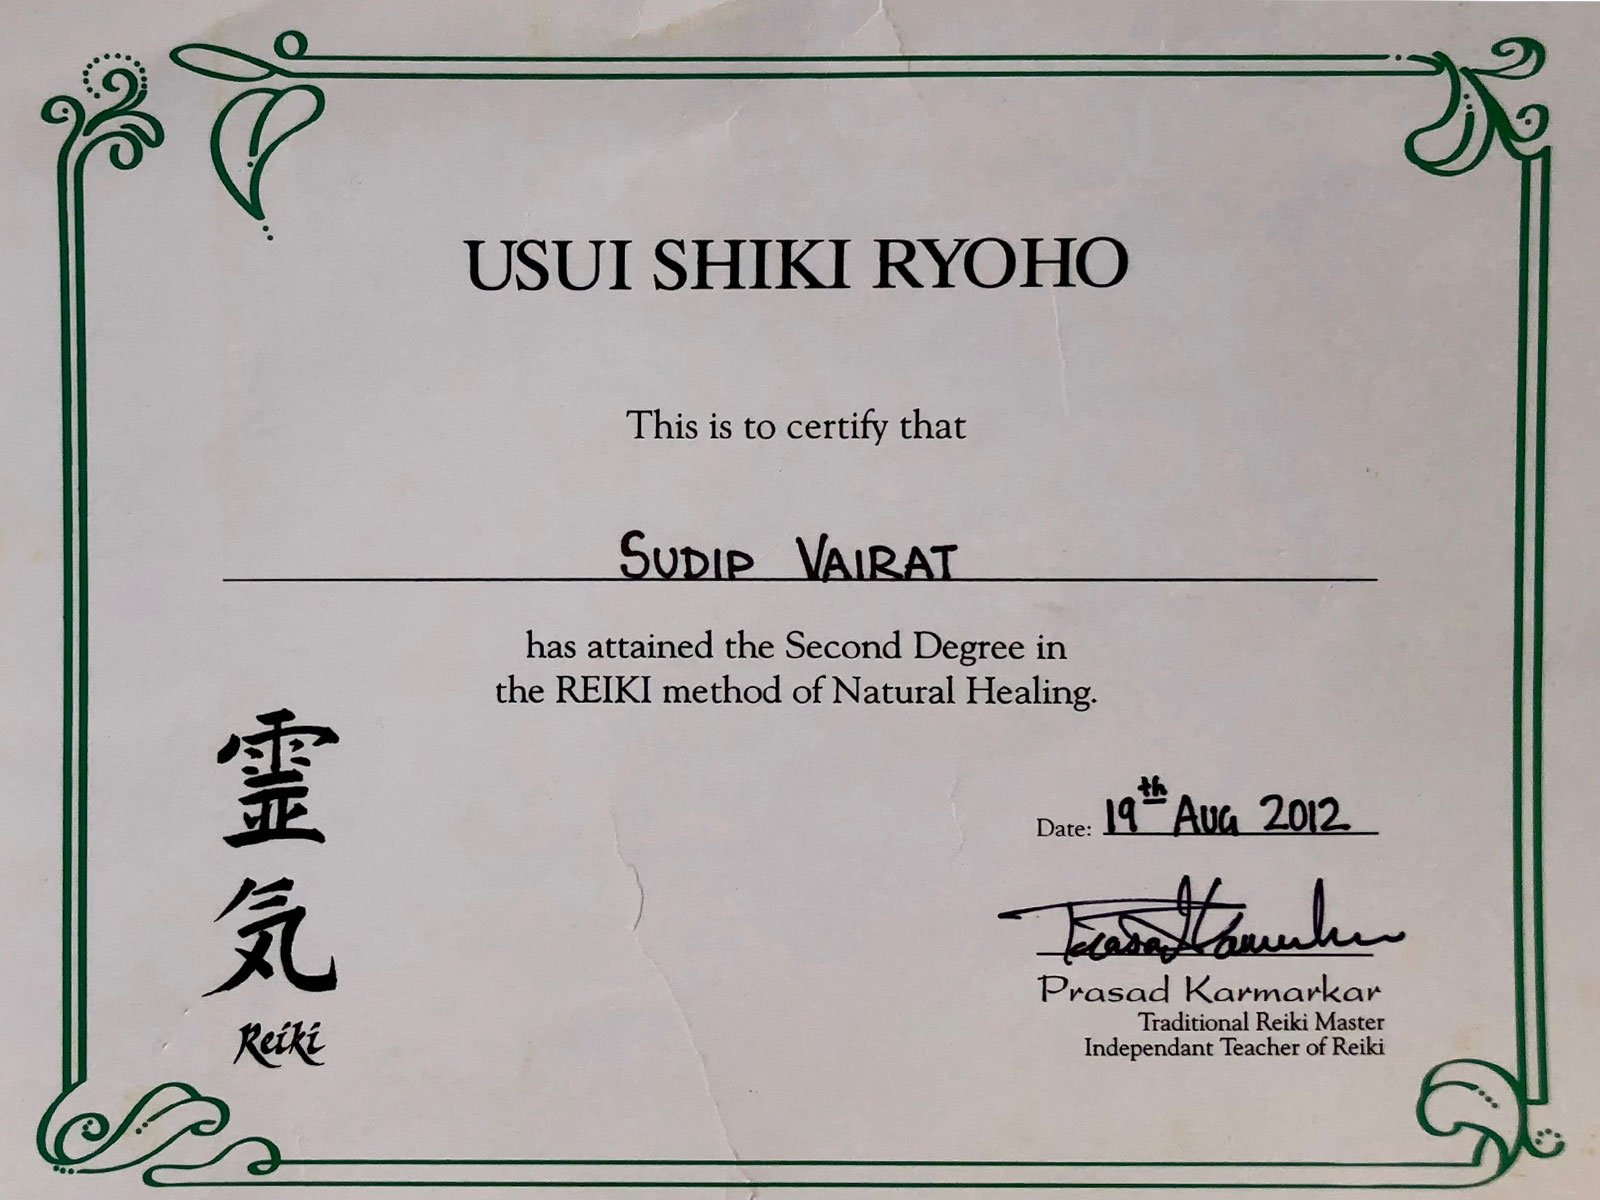 USUI SHIKI RYOHO
This is to certify that
SUDIP VAIRAT
has attained the Second Degree in
the REIKI method of Natural Healing.
霊
気
Reiki
Date: 19th Aug 2012
Prasad Karmarkar
Prasad Karmarkar
Traditional Reiki Master
Independant Teacher of Reiki